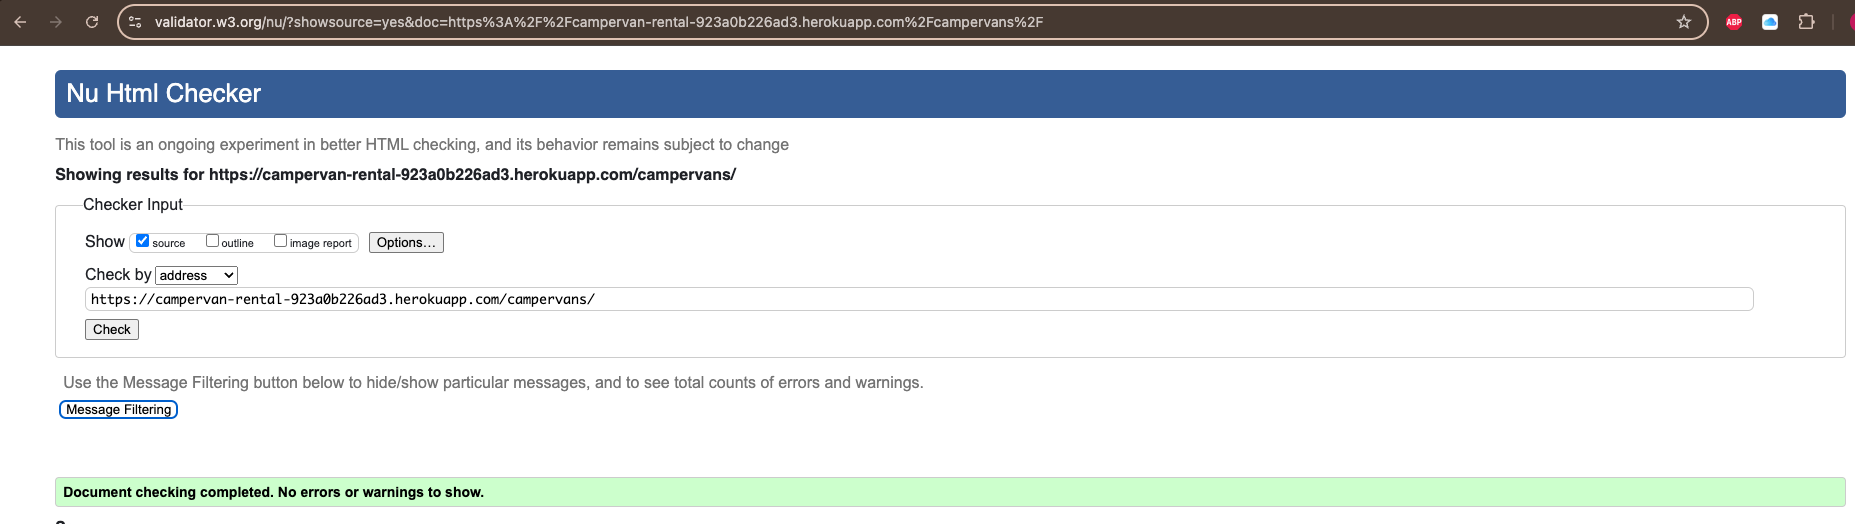 validator.w3.org/nu/?showsource=yes&doc=https%3A%2F%2Fcampervan-rental-923a0b226ad3.herokuapp.com%2Fcampervans%2F
ABP
Nu Html Checker
This tool is an ongoing experiment in better HTML checking, and its behavior remains subject to change
Showing results for https://campervan-rental-923a0b226ad3.herokuapp.com/campervans/
Checker Input
Show source outline image report Options...
Check by address
https://campervan-rental-923a0b226ad3.herokuapp.com/campervans/
Check
Use the Message Filtering button below to hide/show particular messages, and to see total counts of errors and warnings.
Message Filtering
Document checking completed. No errors or warnings to show.